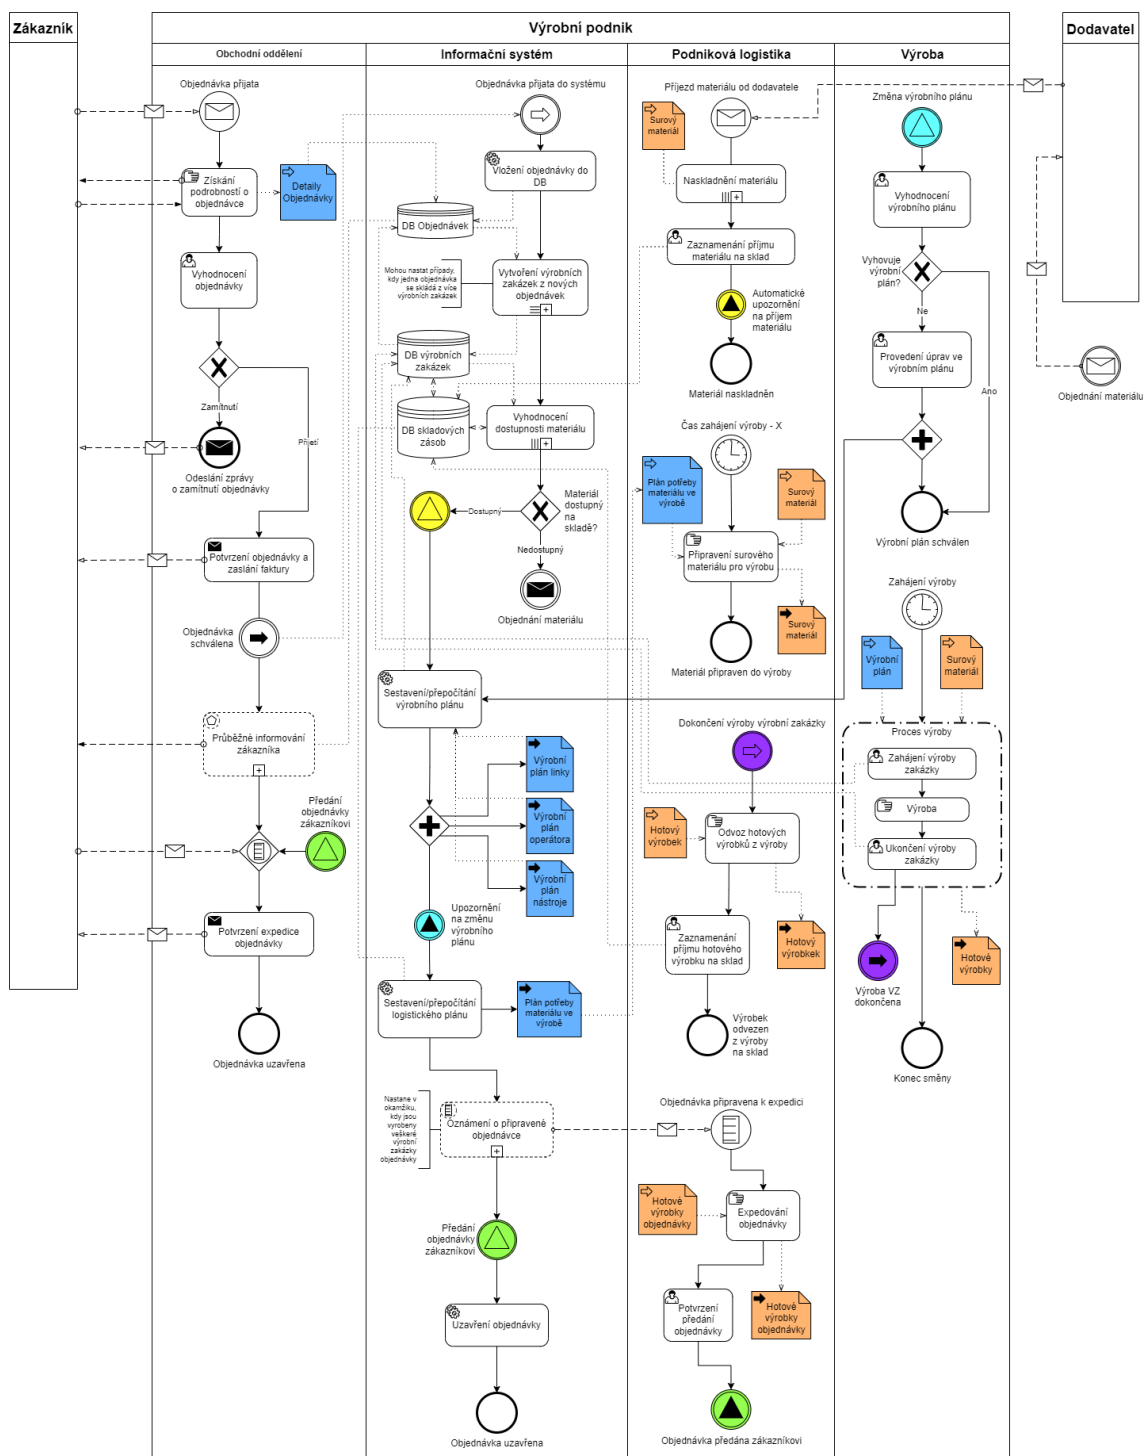 Zákazník
Výrobní podnik
Dodavatel
Obchodní oddělení
Informační systém
Podniková logistika
Výroba
Objednávka přijata
Získání
podrobností o
objednávce
Detaily
Objednávky
Vyhodnocení
objednávky
Zamítnutí
Přijetí
Odeslání zprávy
o zamítnutí objednávky
Potvrzení objednávky a
zaslání faktury
Objednávka
schválena
Průběžné informování
zákazníka
Předání
objednávky
zákazníkovi
Potvrzení expedice
objednávky
Objednávka uzavřena
Objednávka přijata do systému
Vložení objednávky do
DB
DB Objednávek
Mohou nastat případy,
kdy jedna objednávka
se skládá z více
výrobních zakázek
Vytvoření výrobních
zakázek z nových
objednávek
DB výrobních
zakázek
DB skladových
zásob
Vyhodnocení
dostupnosti materiálu
Materiál
dostupný
na
skladě?
Dostupný
Nedostupný
Objednání materiálu
Sestavení/přepočítání
výrobního plánu
Výrobní
plán linky
Výrobní
plán
operátora
Výrobní
plán
nástroje
Upozornění
na změnu
výrobního
plánu
Sestavení/přepočítání
logistického plánu
Plán potřeby
materiálu ve
výrobě
Nastane v
okamžiku,
kdy jsou
vyrobeny
veškeré
výrobní
zakázky
objednávky
Oznámení o připravené
objednávce
Předání
objednávky
zákazníkovi
Uzavření objednávky
Objednávka uzavřena
Příjezd materiálu od dodavatele
Surový
materiál
Naskladnění materiálu
Zaznamenání příjmu
materiálu na sklad
Automatické
upozornění
na příjem
materiálu
Materiál naskladněn
Čas zahájení výroby - X
Plán potřeby
materiálu ve
výrobě
Surový
materiál
Připravení surového
materiálu pro výrobu
Surový
materiál
Materiál připraven do výroby
Dokončení výroby výrobní zakázky
Hotový
výrobek
Odvoz hotových
výrobků z výroby
Zaznamenání
příjmu hotového
výrobku na sklad
Hotový
výrobkek
Výrobek
odvezen
z výroby
na sklad
Objednávka připravena k expedici
Hotové
výrobky
objednávky
Expedování
objednávky
Potvrzení
předání
objednávky
Hotové
výrobky
objednávky
Objednávka předána zákazníkovi
Změna výrobního plánu
Vyhodnocení
výrobního plánu
Vyhovuje
výrobní
plán?
Ne
Ano
Provedení úprav ve
výrobním plánu
Výrobní plán schválen
Zahájení výroby
Výrobní
plán
Surový
materiál
Proces výroby
Zahájení výroby
zakázky
Výroba
Ukončení výroby
zakázky
Výroba VZ
dokončena
Hotové
výrobky
Konec směny
Objednání materiálu